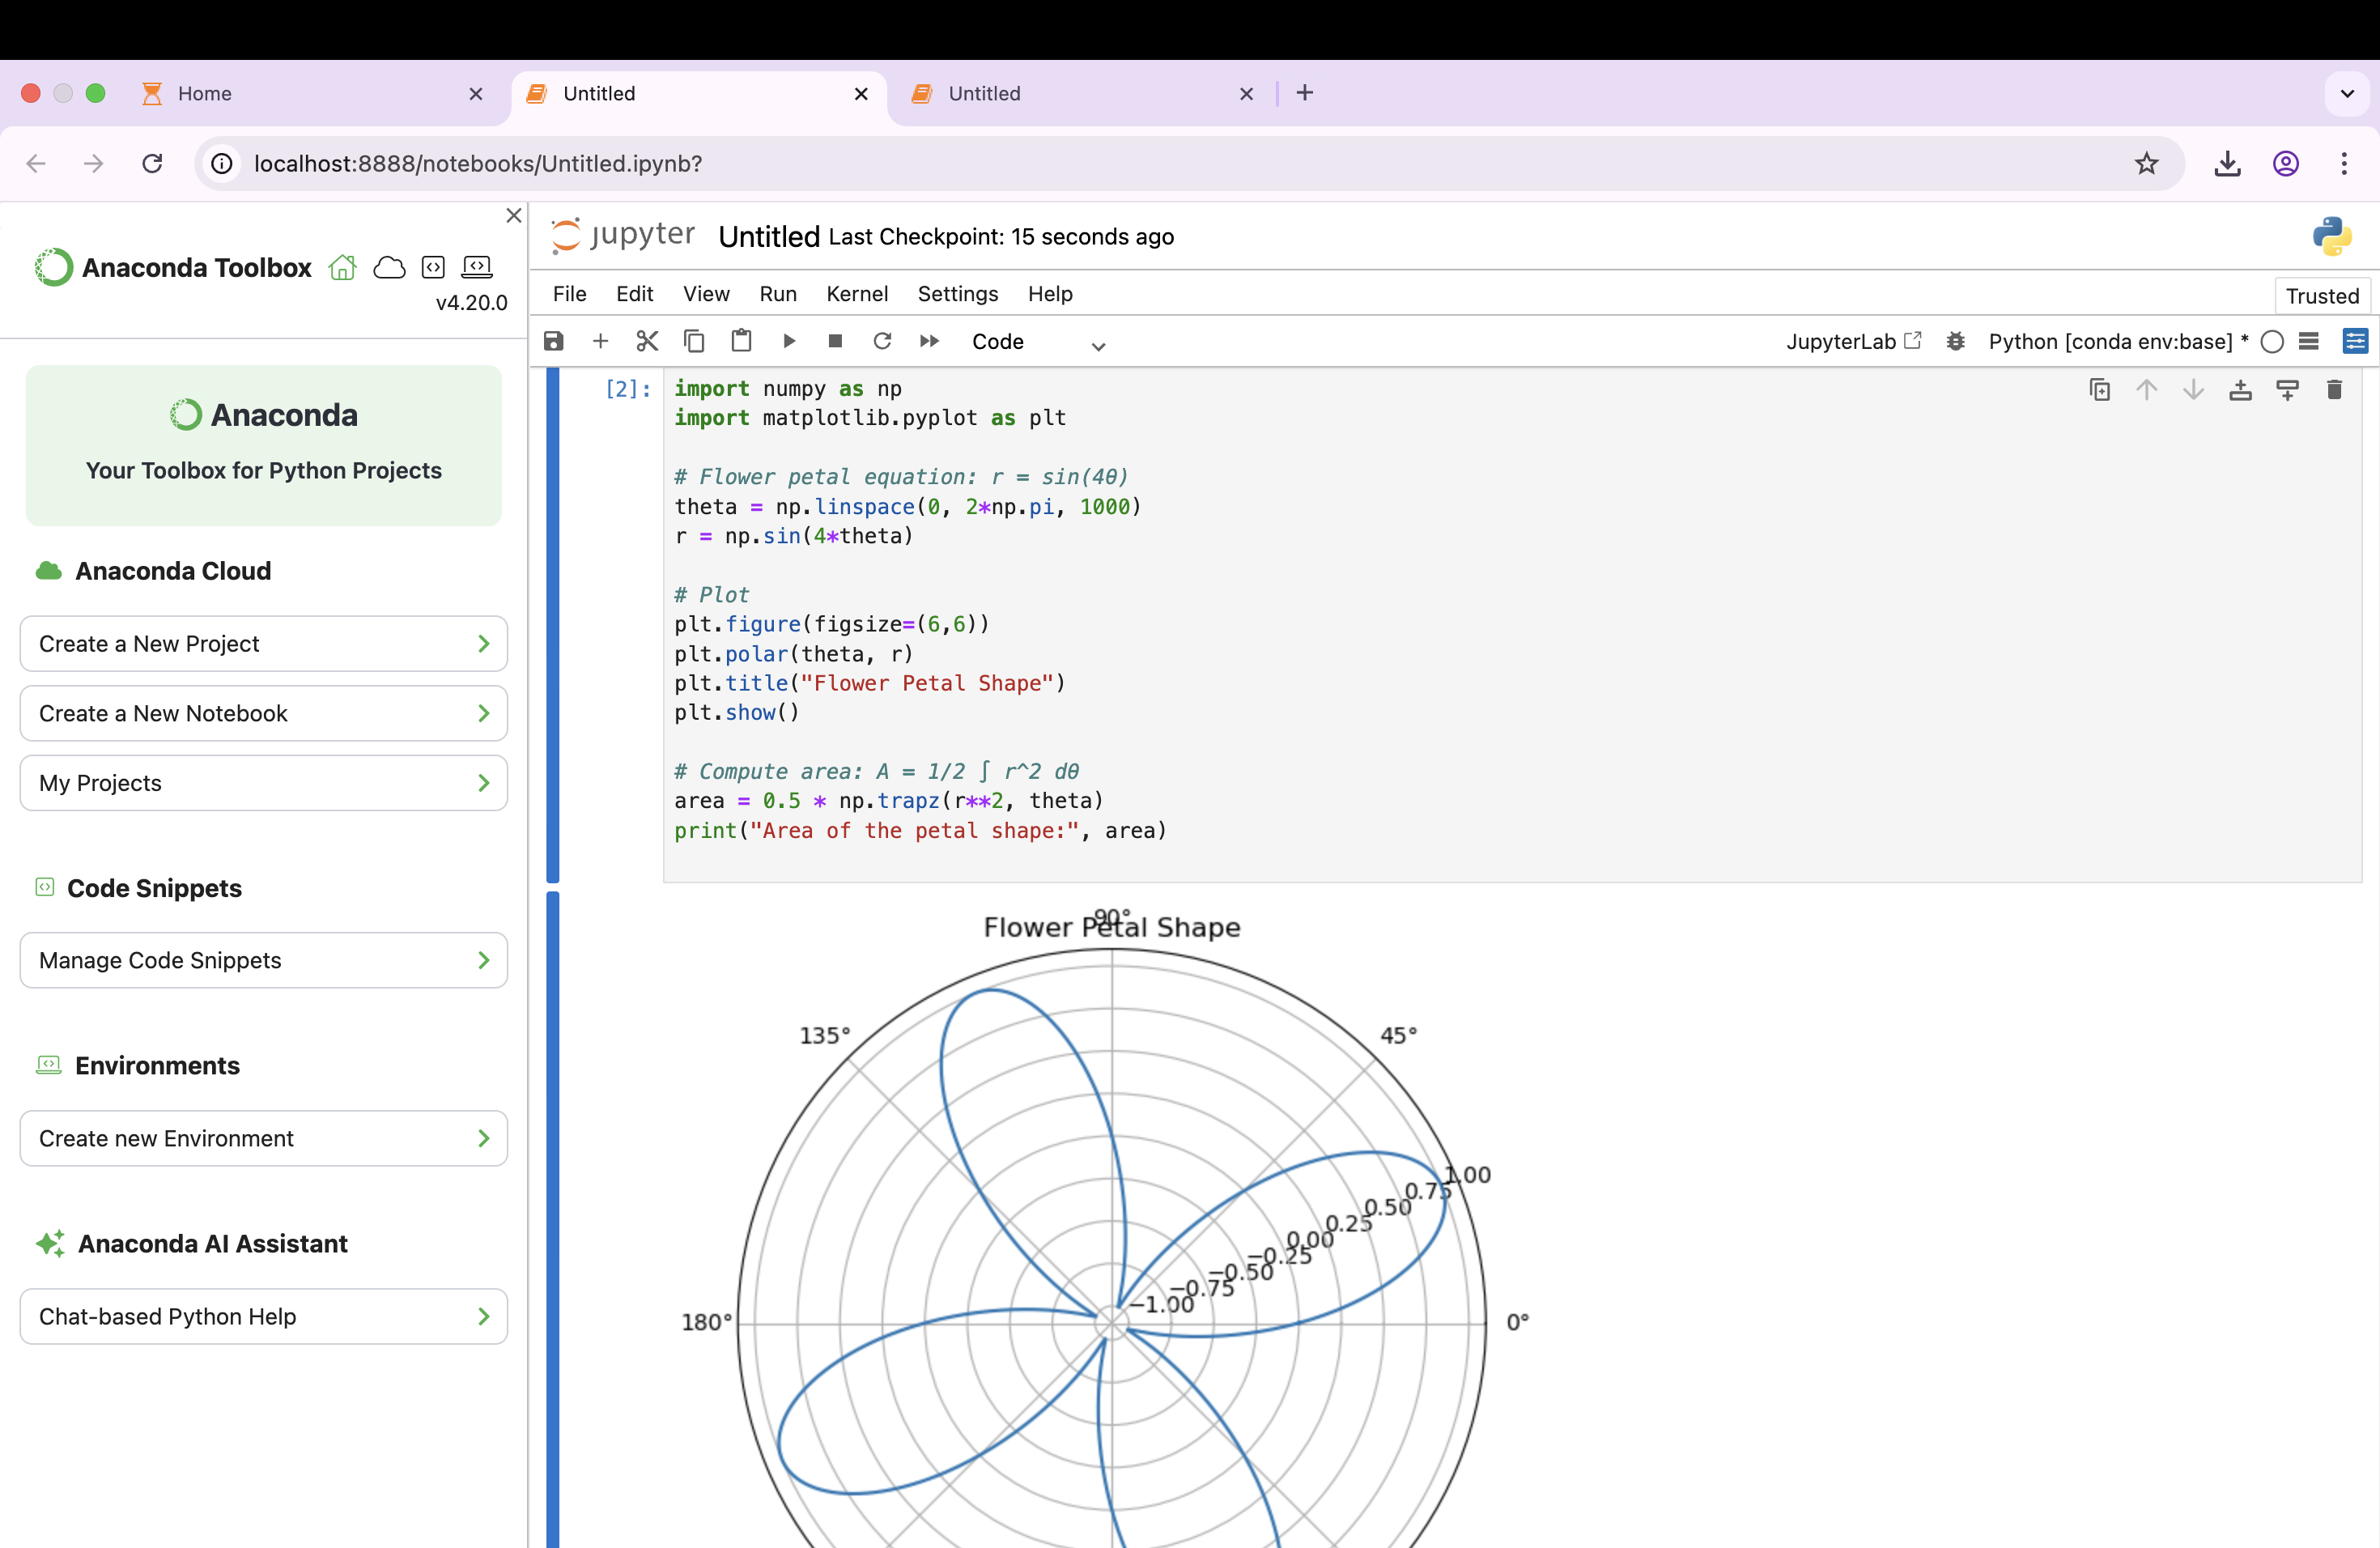 Home
Untitled
Untitled
localhost:8888/notebooks/Untitled.ipynb?
Anaconda Toolbox
v4.20.0
Anaconda
Your Toolbox for Python Projects
Anaconda Cloud
Create a New Project
Create a New Notebook
My Projects
Code Snippets
Manage Code Snippets
Environments
Create new Environment
Anaconda AI Assistant
Chat-based Python Help
jupyter Untitled Last Checkpoint: 15 seconds ago
File Edit View Run Kernel Settings Help
Trusted
Code
JupyterLab
Python [conda env:base] *
[2]:
import numpy as np
import matplotlib.pyplot as plt
# Flower petal equation: r = sin(4θ)
theta = np.linspace(0, 2*np.pi, 1000)
r = np.sin(4*theta)
# Plot
plt.figure(figsize=(6,6))
plt.polar(theta, r)
plt.title("Flower Petal Shape")
plt.show()
# Compute area: A = 1/2 ∫ r^2 dθ
area = 0.5 * np.trapz(r**2, theta)
print("Area of the petal shape:", area)
90°
Flower Petal Shape
135°
45°
1.00
0.75
0.50
0.25
0.00
−0.25
−0.50
−0.75
−1.00
180°
0°